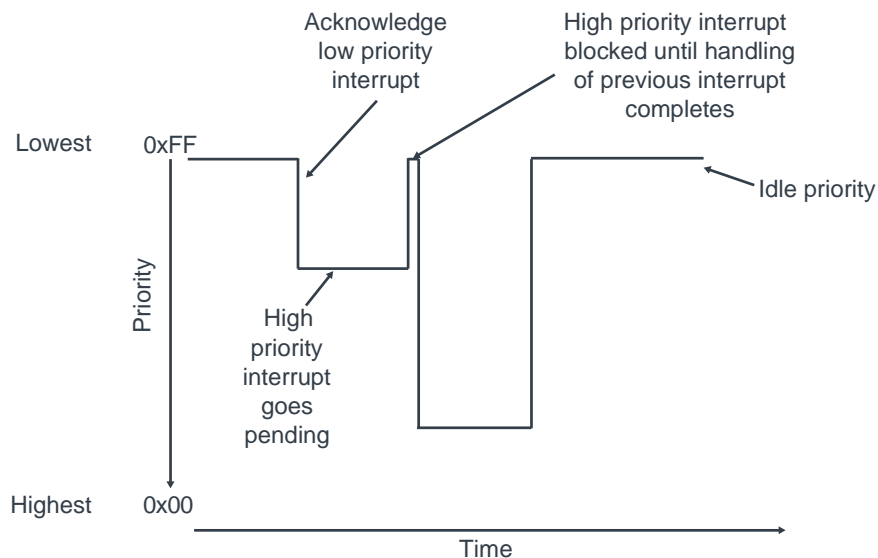 Acknowledge
low priority
interrupt
High priority interrupt
blocked until handling
of previous interrupt
completes
Lowest
0xFF
Idle priority
Priority
High
priority
interrupt
goes
pending
Highest
0x00
Time